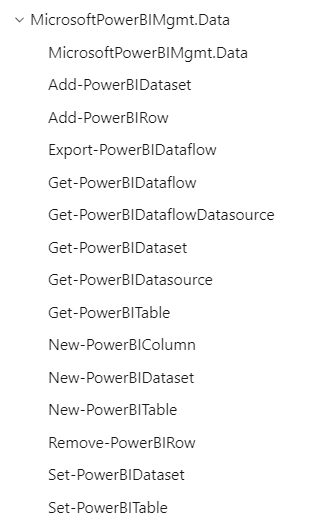 MicrosoftPowerBIMgmt.Data
MicrosoftPowerBIMgmt.Data
Add-PowerBIDataset
Add-PowerBIRow
Export-PowerBIDataflow
Get-PowerBIDataflow
Get-PowerBIDataflowDatasource
Get-PowerBIDataset
Get-PowerBIDatasource
Get-PowerBITable
New-PowerBIColumn
New-PowerBIDataset
New-PowerBITable
Remove-PowerBIRow
Set-PowerBIDataset
Set-PowerBITable